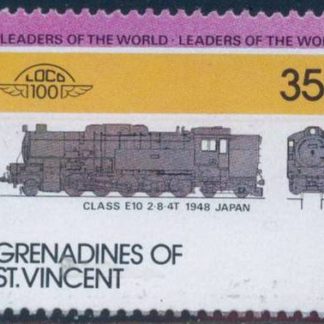 LEADERS OF THE WORLD · LEADERS OF THE WOR
LOCO
100
35
CLASS E10 2·8·4T 1948 JAPAN
GRENADINES OF
ST. VINCENT